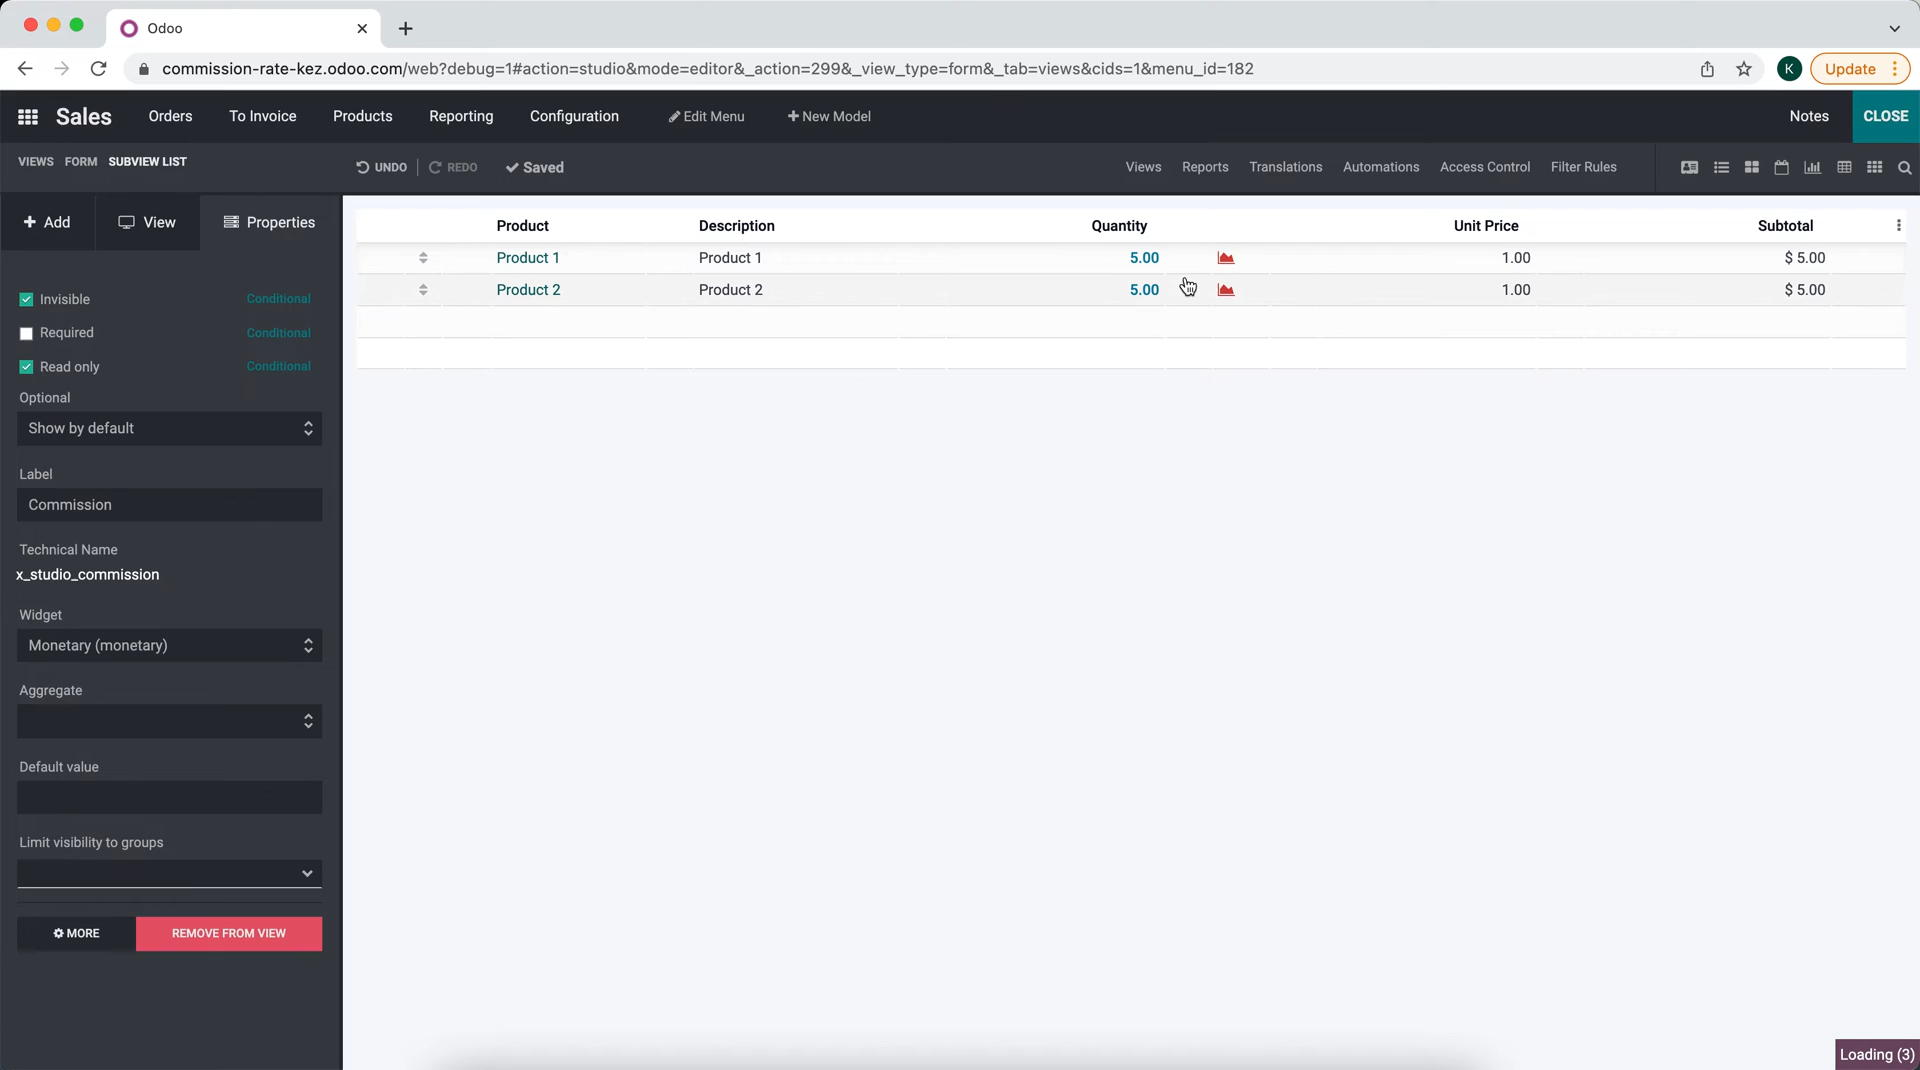 Odoo
commission-rate-kez.odoo.com/web?debug=1#action=studio&mode=editor&_action=299&_view_type=form&_tab=views&cids=1&menu_id=182
K
Update
Sales Orders To Invoice Products Reporting Configuration Edit Menu + New Model Notes CLOSE
VIEWS FORM SUBVIEW LIST UNDO REDO Saved Views Reports Translations Automations Access Control Filter Rules
+ Add View Properties
Product Description Quantity Unit Price Subtotal
Product 1 Product 1 5.00 1.00 $ 5.00
Product 2 Product 2 5.00 1.00 $ 5.00
Invisible Conditional
Required Conditional
Read only Conditional
Optional
Show by default
Label
Commission
Technical Name
x_studio_commission
Widget
Monetary (monetary)
Aggregate
Default value
Limit visibility to groups
MORE REMOVE FROM VIEW
Loading (3)